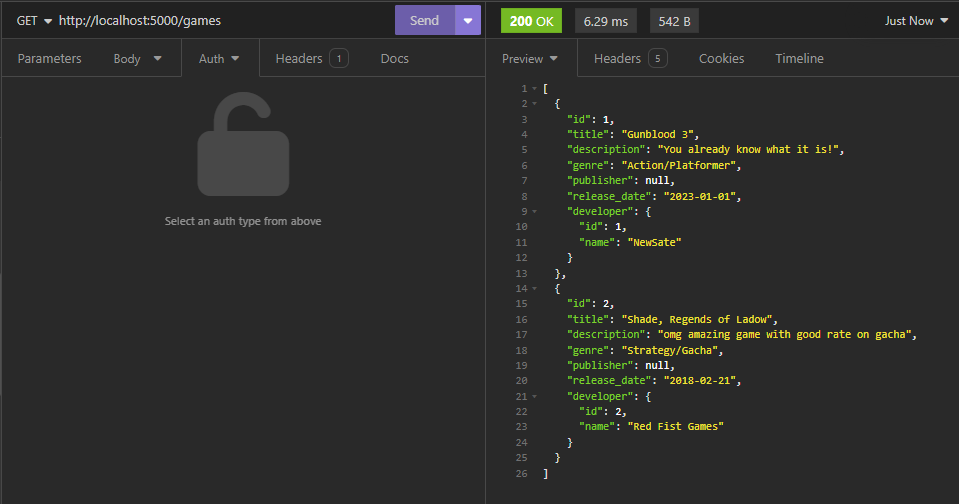 GET http://localhost:5000/games Send 200 OK 6.29 ms 542 B Just Now
Parameters Body Auth Headers 1 Docs Preview Headers 5 Cookies Timeline
Select an auth type from above
1 [
2 {
3 "id": 1,
4 "title": "Gunblood 3",
5 "description": "You already know what it is!",
6 "genre": "Action/Platformer",
7 "publisher": null,
8 "release_date": "2023-01-01",
9 "developer": {
10 "id": 1,
11 "name": "NewSate"
12 }
13 },
14 {
15 "id": 2,
16 "title": "Shade, Regends of Ladow",
17 "description": "omg amazing game with good rate on gacha",
18 "genre": "Strategy/Gacha",
19 "publisher": null,
20 "release_date": "2018-02-21",
21 "developer": {
22 "id": 2,
23 "name": "Red Fist Games"
24 }
25 }
26 ]